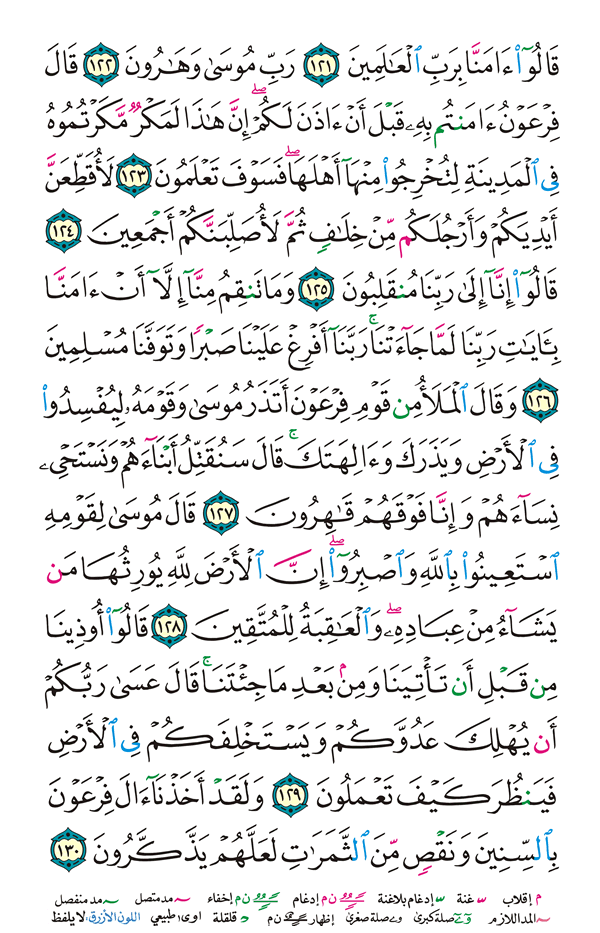 قَالُوٓا۟ ءَامَنَّا بِرَبِّ ٱلْعَـٰلَمِينَ ١٢١ رَبِّ مُوسَىٰ وَهَـٰرُونَ ١٢٢ قَالَ
فِرْعَوْنُ ءَامَنتُم بِهِۦ قَبْلَ أَنْ ءَاذَنَ لَكُمْ ۖ إِنَّ هَـٰذَا لَمَكْرٌ مَّكَرْتُمُوهُ
فِى ٱلْمَدِينَةِ لِتُخْرِجُوا۟ مِنْهَآ أَهْلَهَا ۖ فَسَوْفَ تَعْلَمُونَ ١٢٣ لَأُقَطِّعَنَّ
أَيْدِيَكُمْ وَأَرْجُلَكُم مِّنْ خِلَـٰفٍ ثُمَّ لَأُصَلِّبَنَّكُمْ أَجْمَعِينَ ١٢٤
قَالُوٓا۟ إِنَّآ إِلَىٰ رَبِّنَا مُنقَلِبُونَ ١٢٥ وَمَا تَنقِمُ مِنَّآ إِلَّآ أَنْ ءَامَنَّا
بِـَٔايَـٰتِ رَبِّنَا لَمَّا جَآءَتْنَا ۚ رَبَّنَآ أَفْرِغْ عَلَيْنَا صَبْرًا وَتَوَفَّنَا مُسْلِمِينَ
١٢٦ وَقَالَ ٱلْمَلَأُ مِن قَوْمِ فِرْعَوْنَ أَتَذَرُ مُوسَىٰ وَقَوْمَهُۥ لِيُفْسِدُوا۟
فِى ٱلْأَرْضِ وَيَذَرَكَ وَءَالِهَتَكَ ۚ قَالَ سَنُقَتِّلُ أَبْنَآءَهُمْ وَنَسْتَحْىِۦ
نِسَآءَهُمْ وَإِنَّا فَوْقَهُمْ قَـٰهِرُونَ ١٢٧ قَالَ مُوسَىٰ لِقَوْمِهِ
ٱسْتَعِينُوا۟ بِٱللَّهِ وَٱصْبِرُوٓا۟ ۖ إِنَّ ٱلْأَرْضَ لِلَّهِ يُورِثُهَا مَن
يَشَآءُ مِنْ عِبَادِهِۦ ۖ وَٱلْعَـٰقِبَةُ لِلْمُتَّقِينَ ١٢٨ قَالُوٓا۟ أُوذِينَا
مِن قَبْلِ أَن تَأْتِيَنَا وَمِنۢ بَعْدِ مَا جِئْتَنَا ۚ قَالَ عَسَىٰ رَبُّكُمْ
أَن يُهْلِكَ عَدُوَّكُمْ وَيَسْتَخْلِفَكُمْ فِى ٱلْأَرْضِ
فَيَنظُرَ كَيْفَ تَعْمَلُونَ ١٢٩ وَلَقَدْ أَخَذْنَآ ءَالَ فِرْعَوْنَ
بِٱلسِّنِينَ وَنَقْصٍ مِّنَ ٱلثَّمَرَٰتِ لَعَلَّهُمْ يَذَّكَّرُونَ ١٣٠
م إقلاب غنة إدغام بلاغنة ن م إدغام ن م إخفاء مد متصل مد منفصل
المد اللازم صلة كبرى صلة صغرى إظهار ن م قلقلة اوى؛ طبيعي اللون الأزرق: لا يلفظ